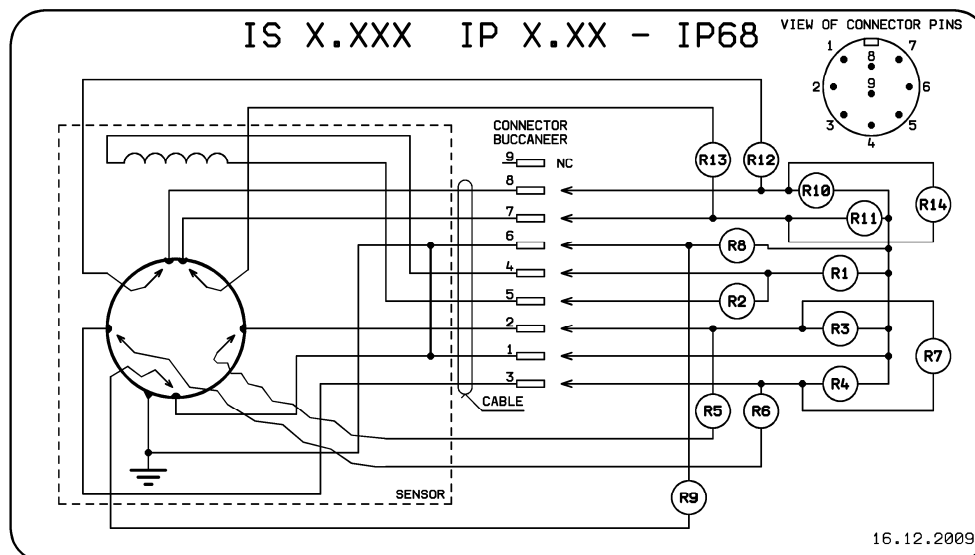 IS X.XXX IP X.XX - IP68
VIEW OF CONNECTOR PINS
1
7
8
2
9
6
3
5
4
CONNECTOR
BUCCANEER
9
NC
8
7
6
4
5
2
1
3
CABLE
SENSOR
R13
R12
R10
R14
R11
R8
R1
R2
R3
R7
R4
R5
R6
R9
16.12.2009